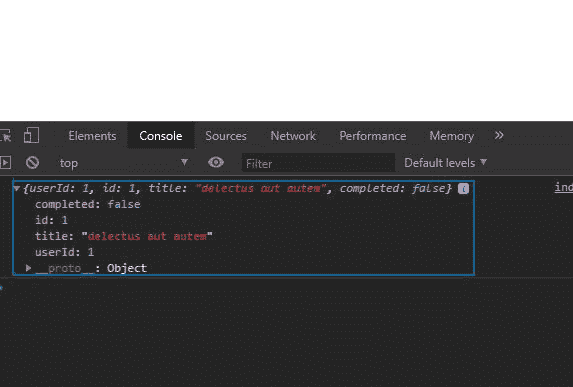 Elements Console Sources Network Performance Memory »
top Filter Default levels
{userId: 1, id: 1, title: "delectus aut autem", completed: false} i ind
completed: false
id: 1
title: "delectus aut autem"
userId: 1
__proto__: Object